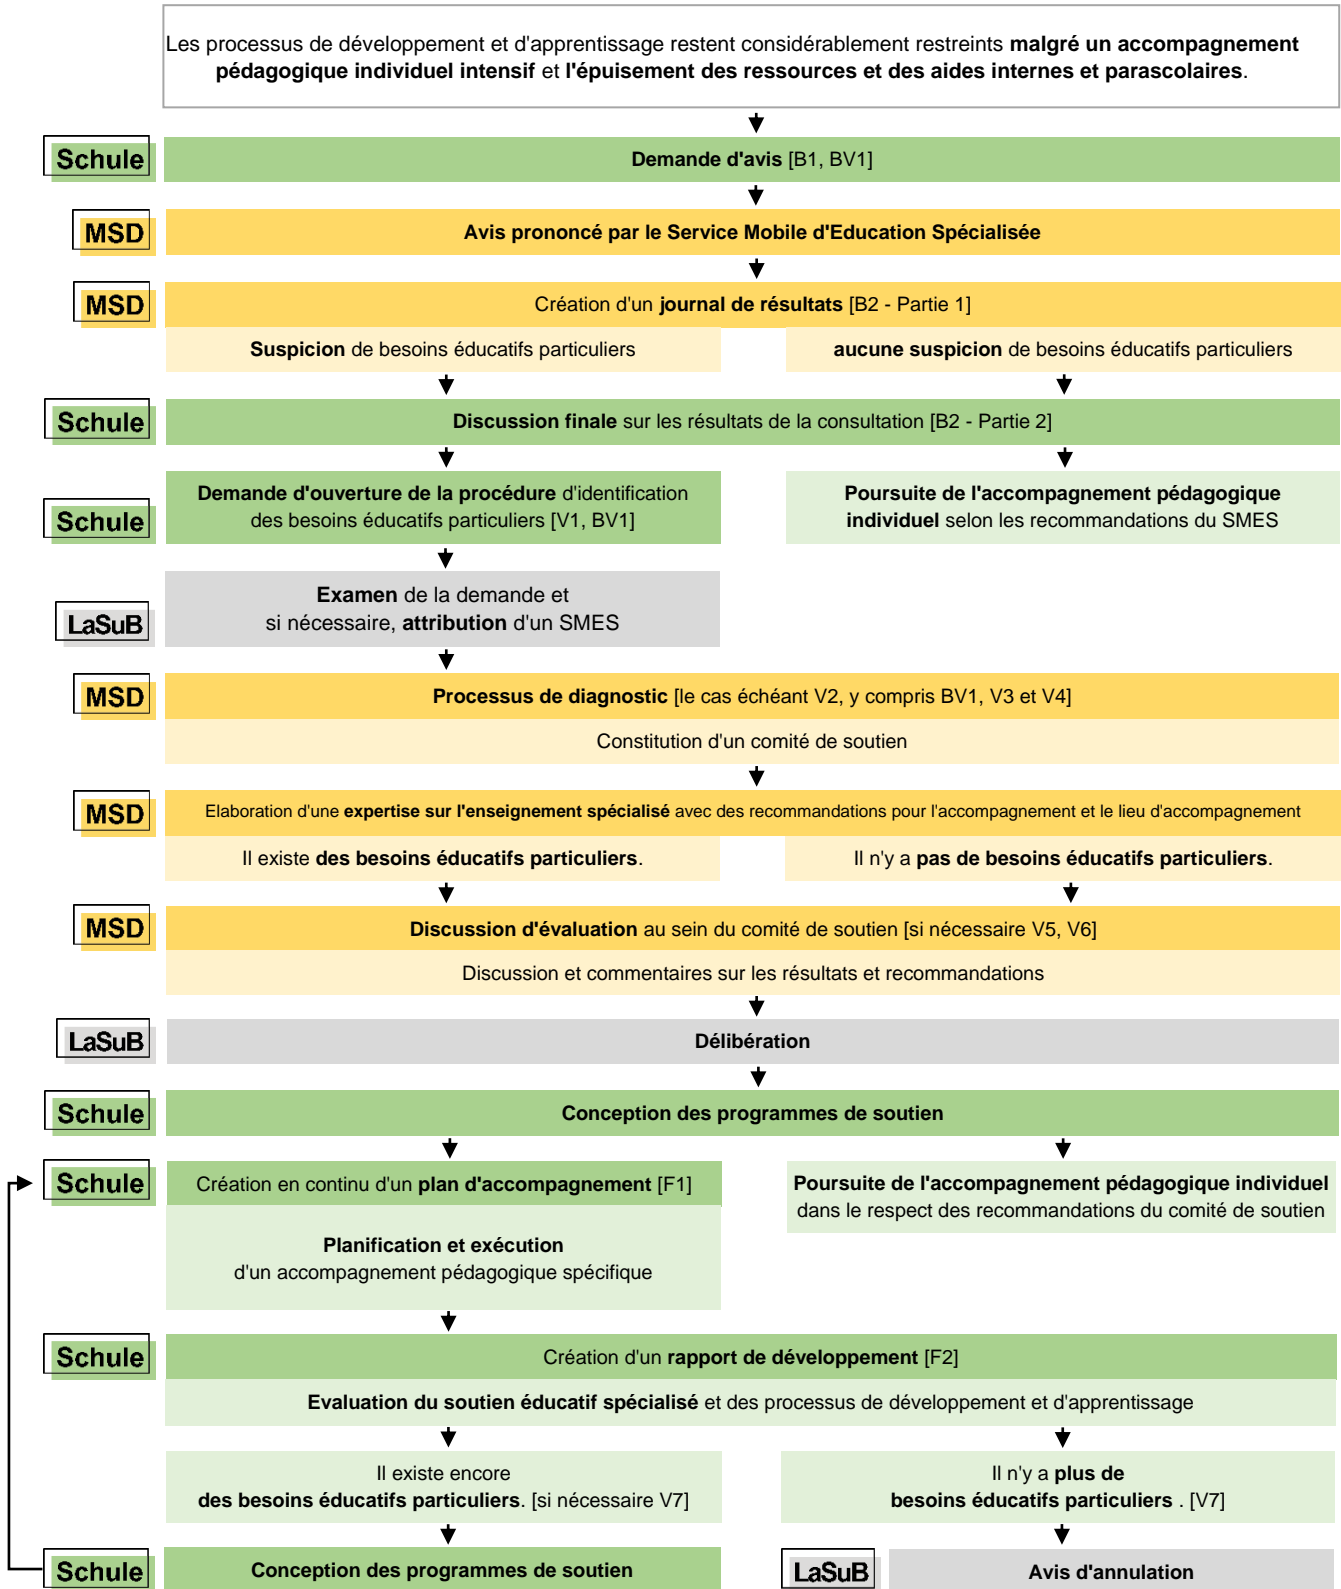 Les processus de développement et d'apprentissage restent considérablement restreints malgré un accompagnement
pédagogique individuel intensif et l'épuisement des ressources et des aides internes et parascolaires.
Schule
Demande d'avis [B1, BV1]
MSD
Avis prononcé par le Service Mobile d'Education Spécialisée
MSD
Création d'un journal de résultats [B2 - Partie 1]
Suspicion de besoins éducatifs particuliers
aucune suspicion de besoins éducatifs particuliers
Schule
Discussion finale sur les résultats de la consultation [B2 - Partie 2]
Schule
Demande d'ouverture de la procédure d'identification
des besoins éducatifs particuliers [V1, BV1]
Poursuite de l'accompagnement pédagogique
individuel selon les recommandations du SMES
LaSuB
Examen de la demande et
si nécessaire, attribution d'un SMES
MSD
Processus de diagnostic [le cas échéant V2, y compris BV1, V3 et V4]
Constitution d'un comité de soutien
MSD
Elaboration d'une expertise sur l'enseignement spécialisé avec des recommandations pour l'accompagnement et le lieu d'accompagnement
Il existe des besoins éducatifs particuliers.
Il n'y a pas de besoins éducatifs particuliers.
MSD
Discussion d'évaluation au sein du comité de soutien [si nécessaire V5, V6]
Discussion et commentaires sur les résultats et recommandations
LaSuB
Délibération
Schule
Conception des programmes de soutien
Schule
Création en continu d'un plan d'accompagnement [F1]
Planification et exécution
d'un accompagnement pédagogique spécifique
Poursuite de l'accompagnement pédagogique individuel
dans le respect des recommandations du comité de soutien
Schule
Création d'un rapport de développement [F2]
Evaluation du soutien éducatif spécialisé et des processus de développement et d'apprentissage
Il existe encore
des besoins éducatifs particuliers. [si nécessaire V7]
Il n'y a plus de
besoins éducatifs particuliers . [V7]
Schule
Conception des programmes de soutien
LaSuB
Avis d'annulation